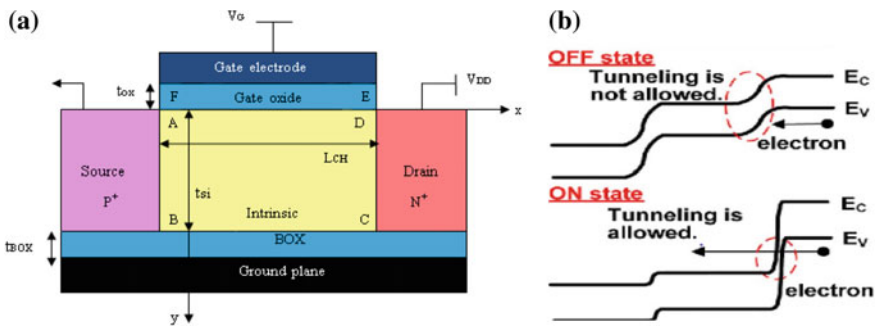 (a)
VG
Gate electrode
tox
F
Gate oxide
E
VDD
x
A
D
LCH
Source
P+
tsi
Drain
N+
B
Intrinsic
C
BOX
tBOX
Ground plane
y
(b)
OFF state
Tunneling is
not allowed.
EC
EV
electron
ON state
Tunneling is
allowed.
EC
EV
electron